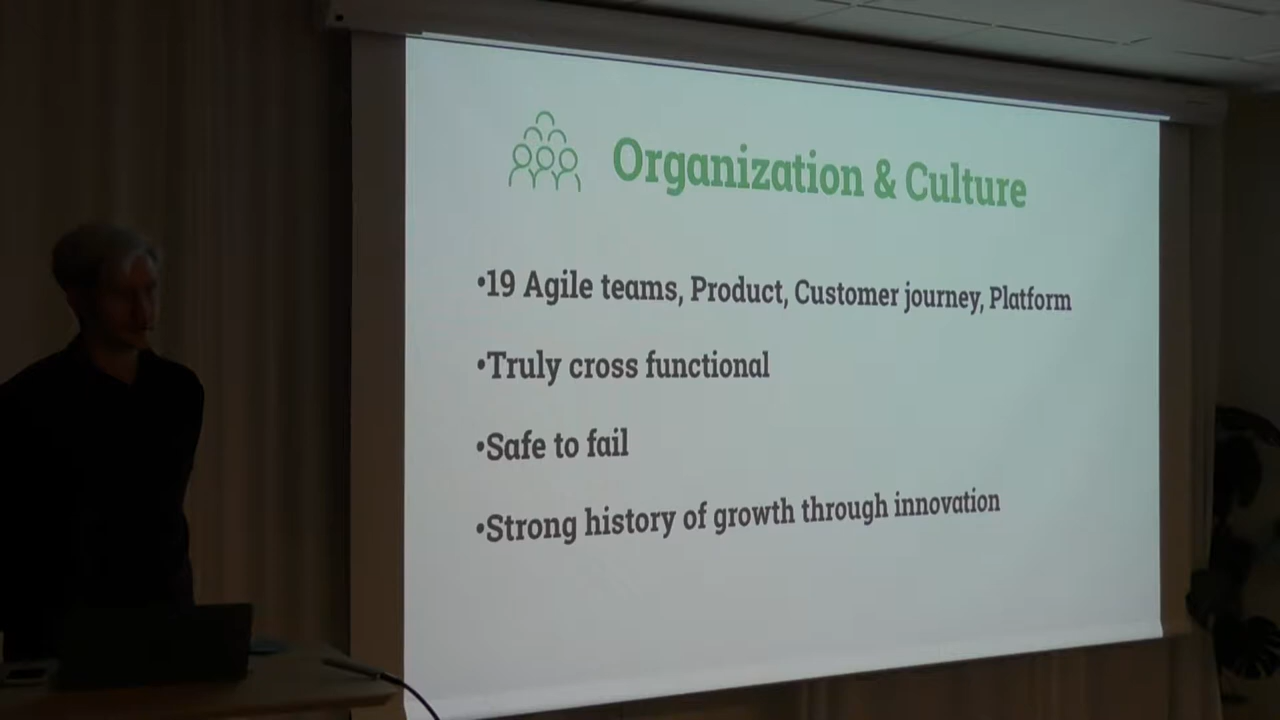 Organization & Culture
•19 Agile teams, Product, Customer journey, Platform
•Truly cross functional
•Safe to fail
•Strong history of growth through innovation